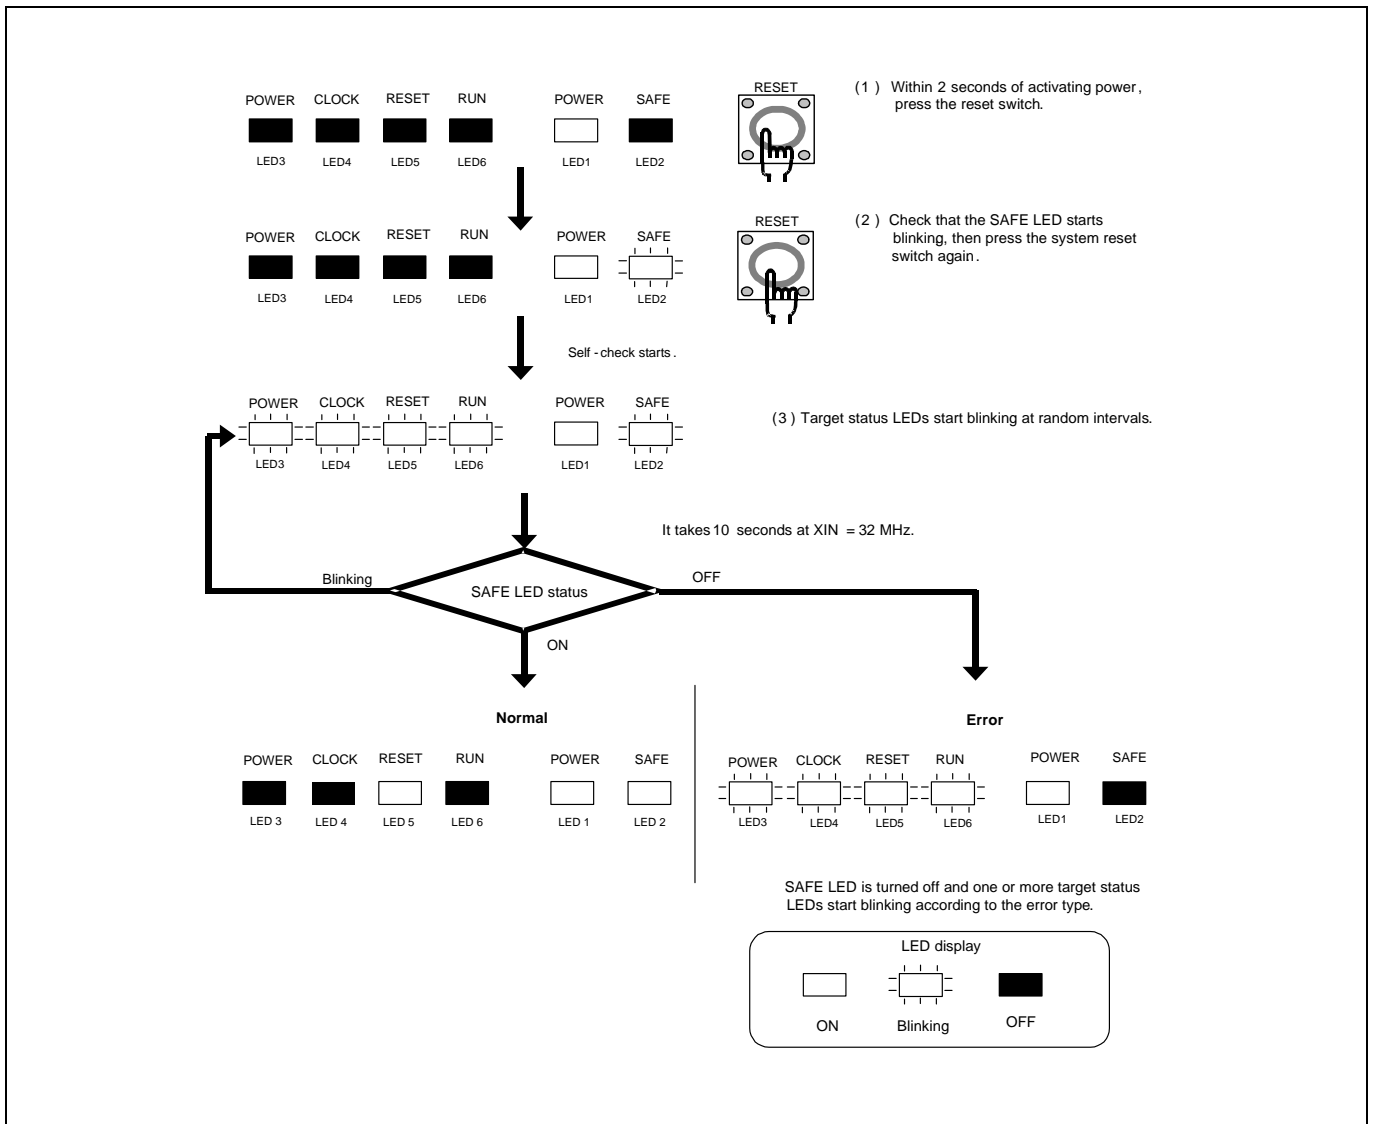 POWER CLOCK RESET RUN POWER SAFE RESET
LED3 LED4 LED5 LED6 LED1 LED2
(1) Within 2 seconds of activating power,
press the reset switch.
POWER CLOCK RESET RUN POWER SAFE RESET
LED3 LED4 LED5 LED6 LED1 LED2
(2) Check that the SAFE LED starts
blinking, then press the system reset
switch again.
Self-check starts.
POWER CLOCK RESET RUN POWER SAFE
LED3 LED4 LED5 LED6 LED1 LED2
(3) Target status LEDs start blinking at random intervals.
It takes 10 seconds at XIN = 32 MHz.
Blinking
SAFE LED status
OFF
ON
Normal
POWER CLOCK RESET RUN POWER SAFE
LED 3 LED 4 LED 5 LED 6 LED 1 LED 2
Error
POWER CLOCK RESET RUN POWER SAFE
LED3 LED4 LED5 LED6 LED1 LED2
SAFE LED is turned off and one or more target status
LEDs start blinking according to the error type.
LED display
ON Blinking OFF